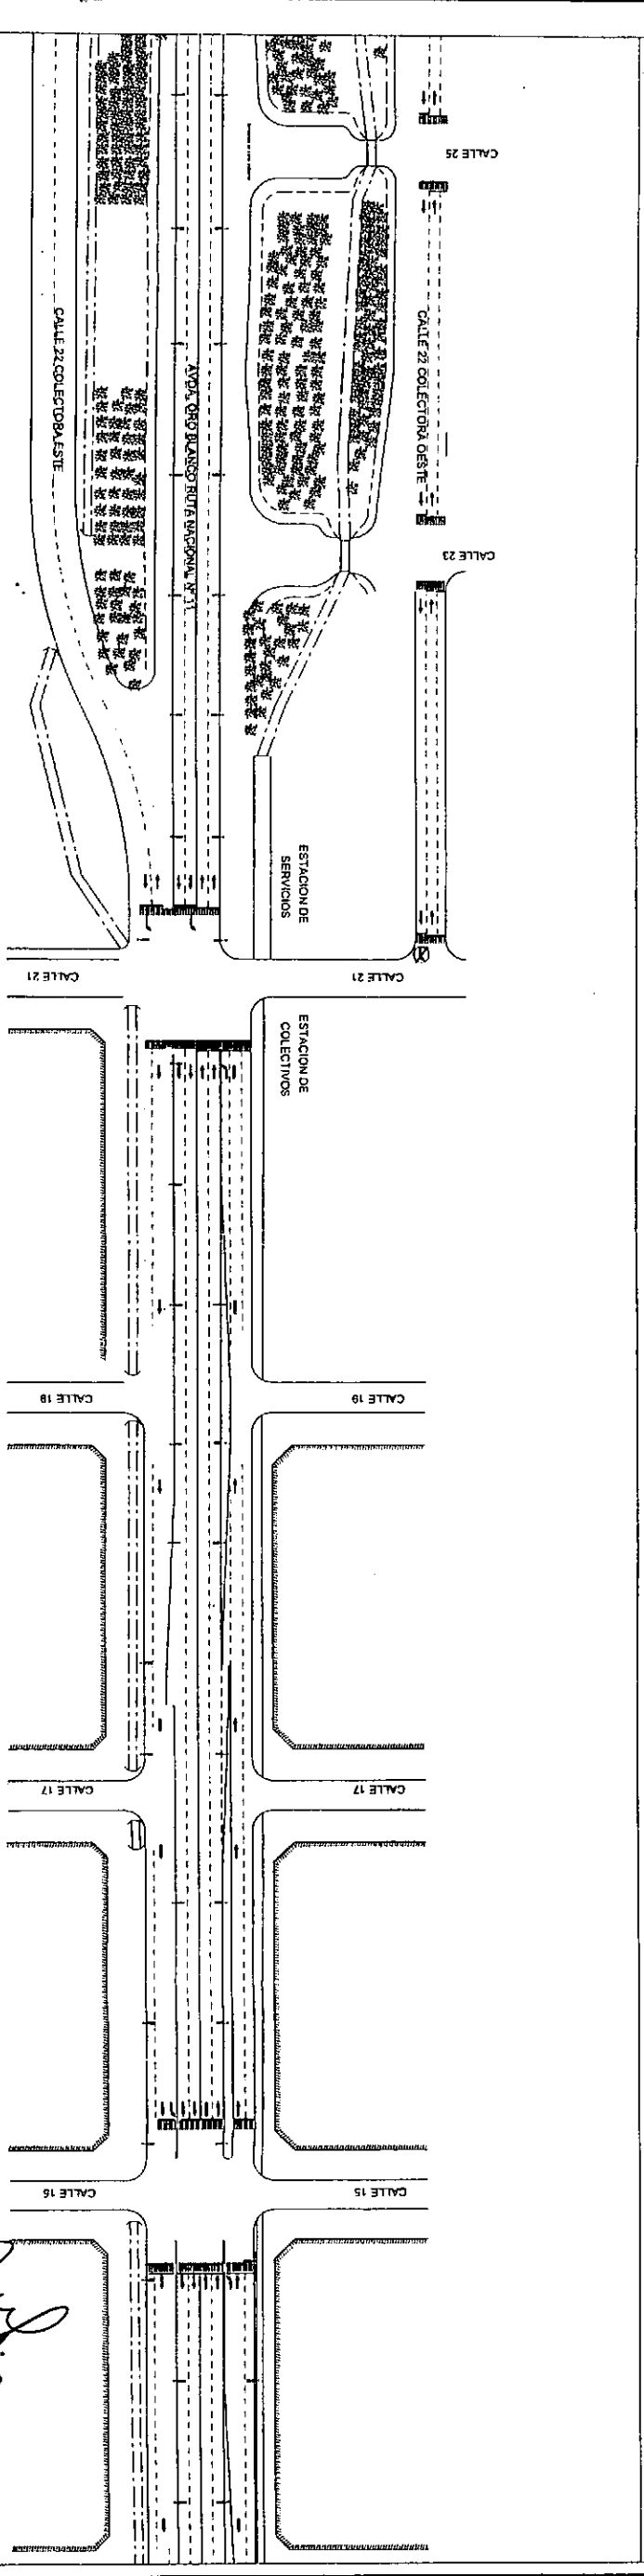 CALLE 25
CALLE 22 COLECTORA ESTE
AVDA. ORO BLANCO RUTA NACIONAL N° 11
CALLE 22 COLECTORA OESTE
CALLE 23
ESTACION DE
SERVICIOS
CALLE 21
CALLE 21
ESTACION DE
COLECTIVOS
CALLE 19
CALLE 19
CALLE 17
CALLE 17
CALLE 15
CALLE 15